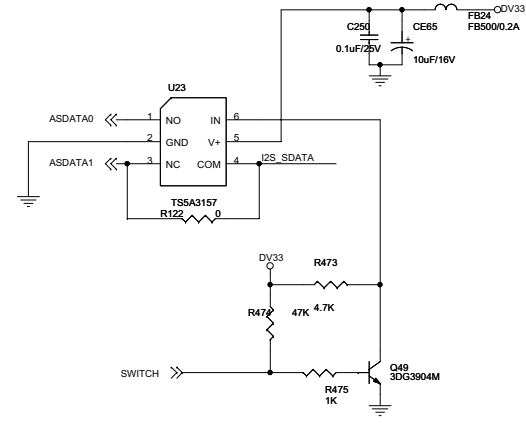 DV33
C250
CE65
FB24
FB500/0.2A
0.1uF/25V
10uF/16V
U23
ASDATA0
1
NO
IN
6
2
GND
V+
5
ASDATA1
3
NC
COM
4
I2S_SDATA
TS5A3157
R122
0
DV33
R473
R474
47K
4.7K
SWITCH
R475
1K
Q49
3DG3904M